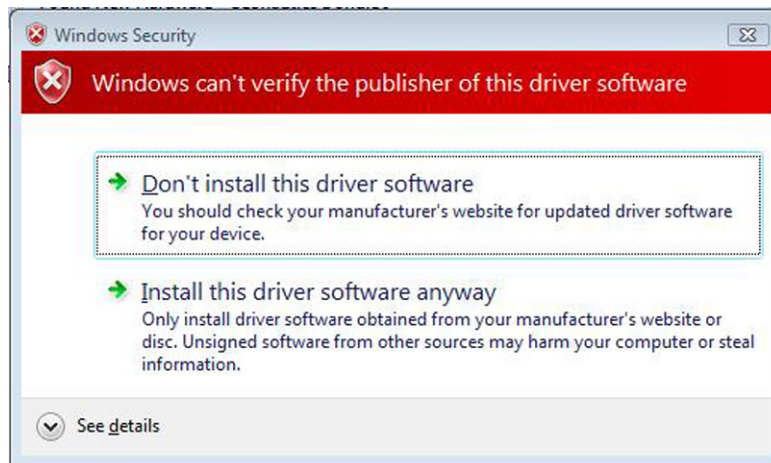 Windows Security
Windows can't verify the publisher of this driver software
Don't install this driver software
You should check your manufacturer's website for updated driver software
for your device.
Install this driver software anyway
Only install driver software obtained from your manufacturer's website or
disc. Unsigned software from other sources may harm your computer or steal
information.
See details